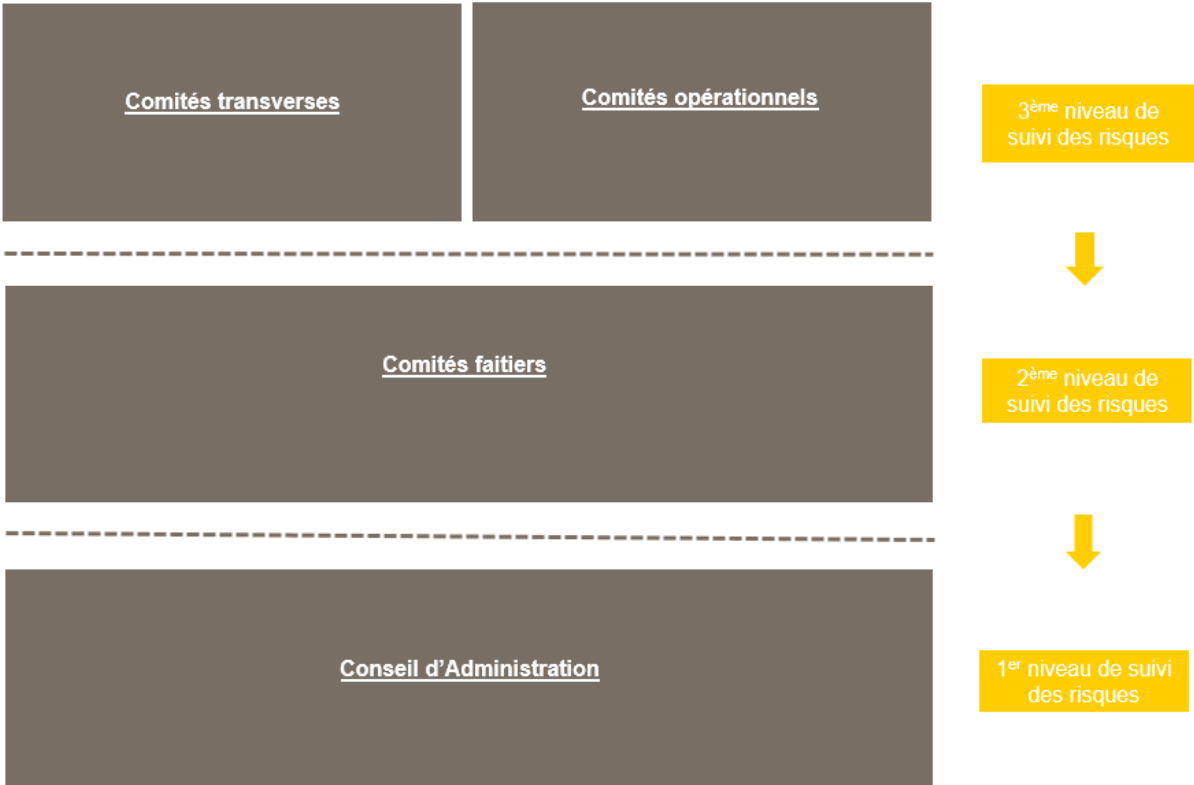 Comités transverses
Comités opérationnels
3ème niveau de
suivi des risques
Comités faitiers
2ème niveau de
suivi des risques
Conseil d’Administration
1er niveau de suivi
des risques